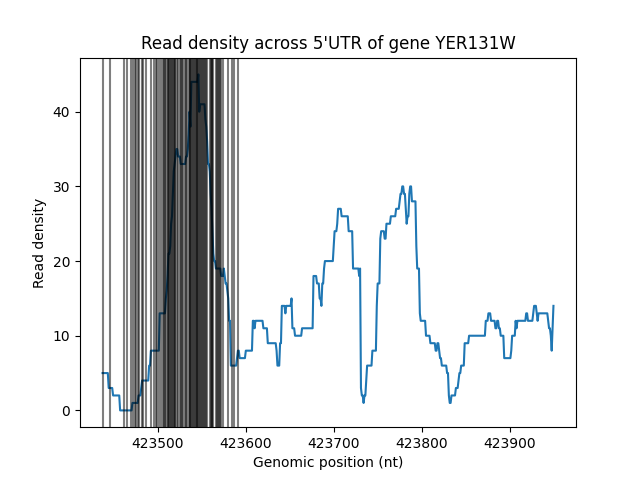 Read density across 5'UTR of gene YER131W
40
30
20
10
0
Read density
423500 423600 423700 423800 423900
Genomic position (nt)